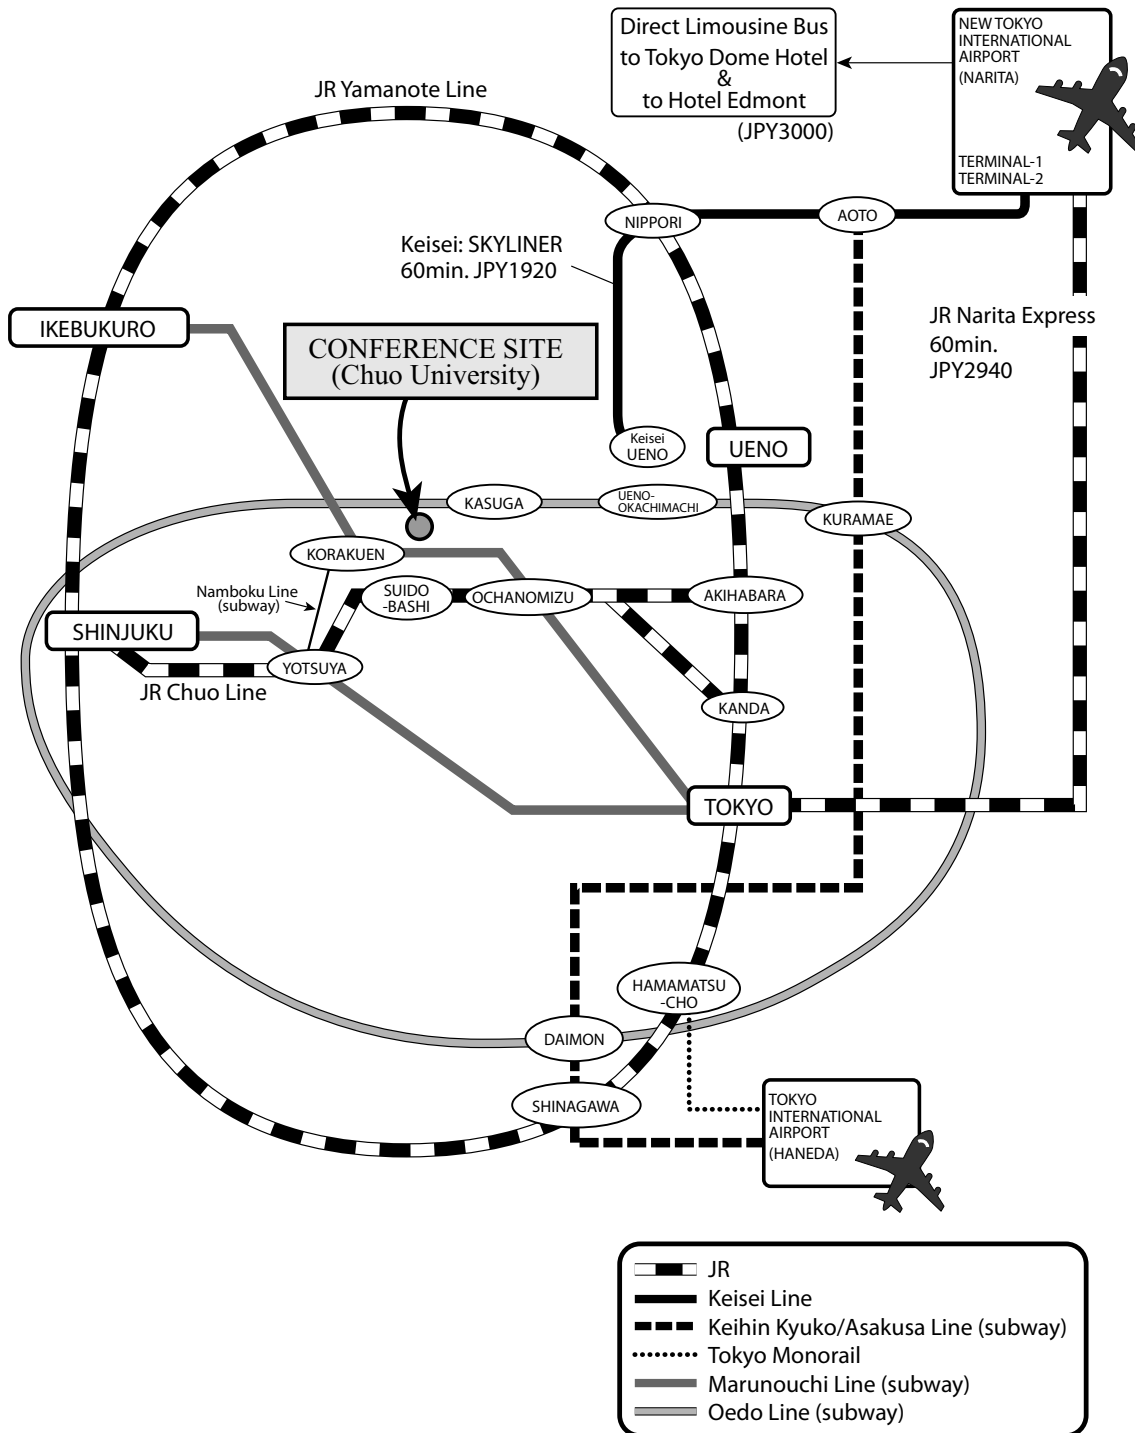 Direct Limousine Bus
to Tokyo Dome Hotel
&
to Hotel Edmont
(JPY3000)
NEW TOKYO
INTERNATIONAL
AIRPORT
(NARITA)
TERMINAL-1
TERMINAL-2
JR Yamanote Line
NIPPORI
AOTO
Keisei: SKYLINER
60min. JPY1920
IKEBUKURO
JR Narita Express
60min.
JPY2940
CONFERENCE SITE
(Chuo University)
Keisei
UENO
UENO
KASUGA
UENO-
OKACHIMACHI
KURAMAE
KORAKUEN
Namboku Line
(subway)
SUIDO
-BASHI
OCHANOMIZU
AKIHABARA
SHINJUKU
YOTSUYA
JR Chuo Line
KANDA
TOKYO
HAMAMATSU
-CHO
DAIMON
SHINAGAWA
TOKYO
INTERNATIONAL
AIRPORT
(HANEDA)
JR
Keisei Line
Keihin Kyuko/Asakusa Line (subway)
Tokyo Monorail
Marunouchi Line (subway)
Oedo Line (subway)